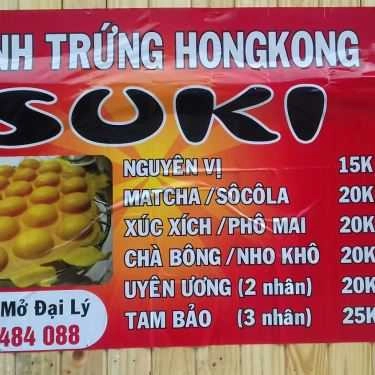 NH TRỨNG HONGKONG
SUKI
NGUYÊN VỊ 15K
MATCHA /SÔCÔLA 20K
XÚC XÍCH /PHÔ MAI 20K
CHÀ BÔNG /NHO KHÔ 20K
UYÊN ƯƠNG (2 nhân) 20K
TAM BẢO (3 nhân) 25K
Mở Đại Lý
484 088